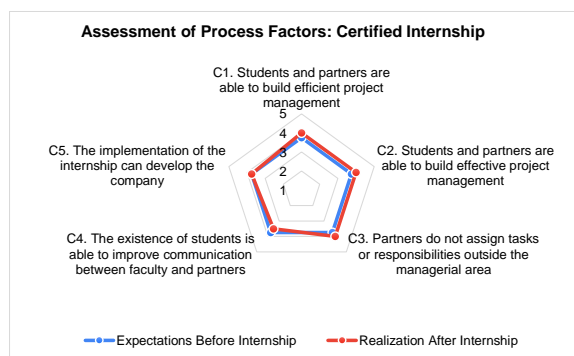 Assessment of Process Factors: Certified Internship
C1. Students and partners are
able to build efficient project
management
5
4
3
2
1
C5. The implementation of the
internship can develop the
company
C2. Students and partners are
able to build effective project
management
C4. The existence of students is
able to improve communication
between faculty and partners
C3. Partners do not assign tasks
or responsibilities outside the
managerial area
Expectations Before Internship
Realization After Internship